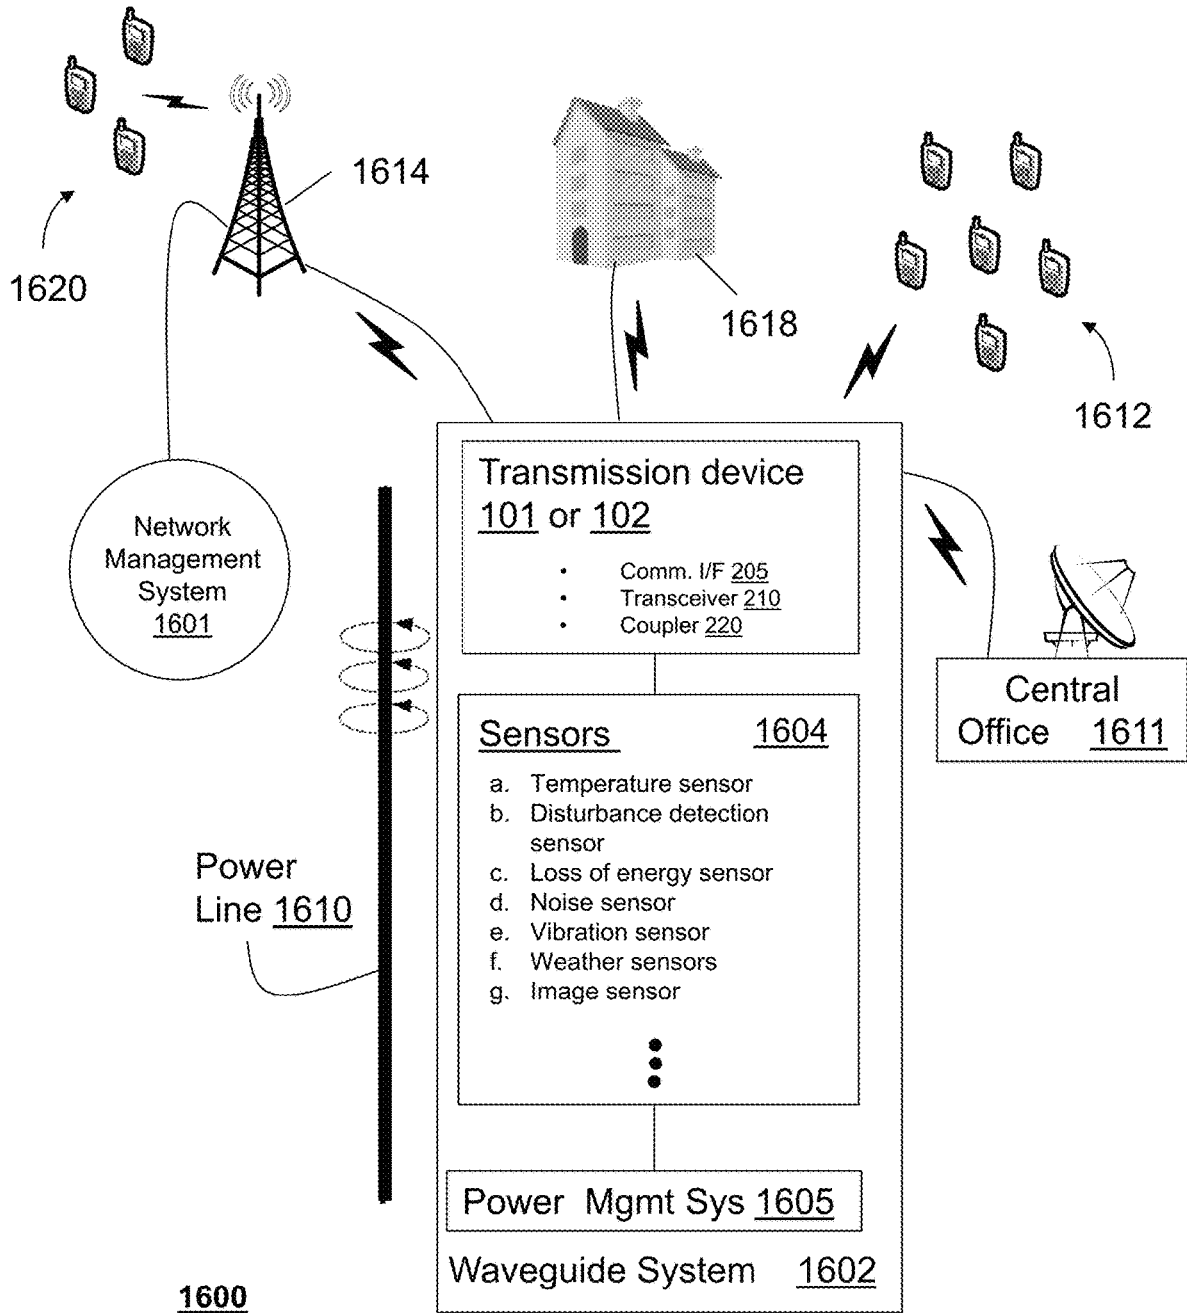 1614
1620
1618
1612
Transmission device
101 or 102
• Comm. I/F 205
• Transceiver 210
• Coupler 220
Network
Management
System
1601
Central
Office 1611
Sensors 1604
a. Temperature sensor
b. Disturbance detection
sensor
c. Loss of energy sensor
d. Noise sensor
e. Vibration sensor
f. Weather sensors
g. Image sensor
Power
Line 1610
Power Mgmt Sys 1605
Waveguide System 1602
1600